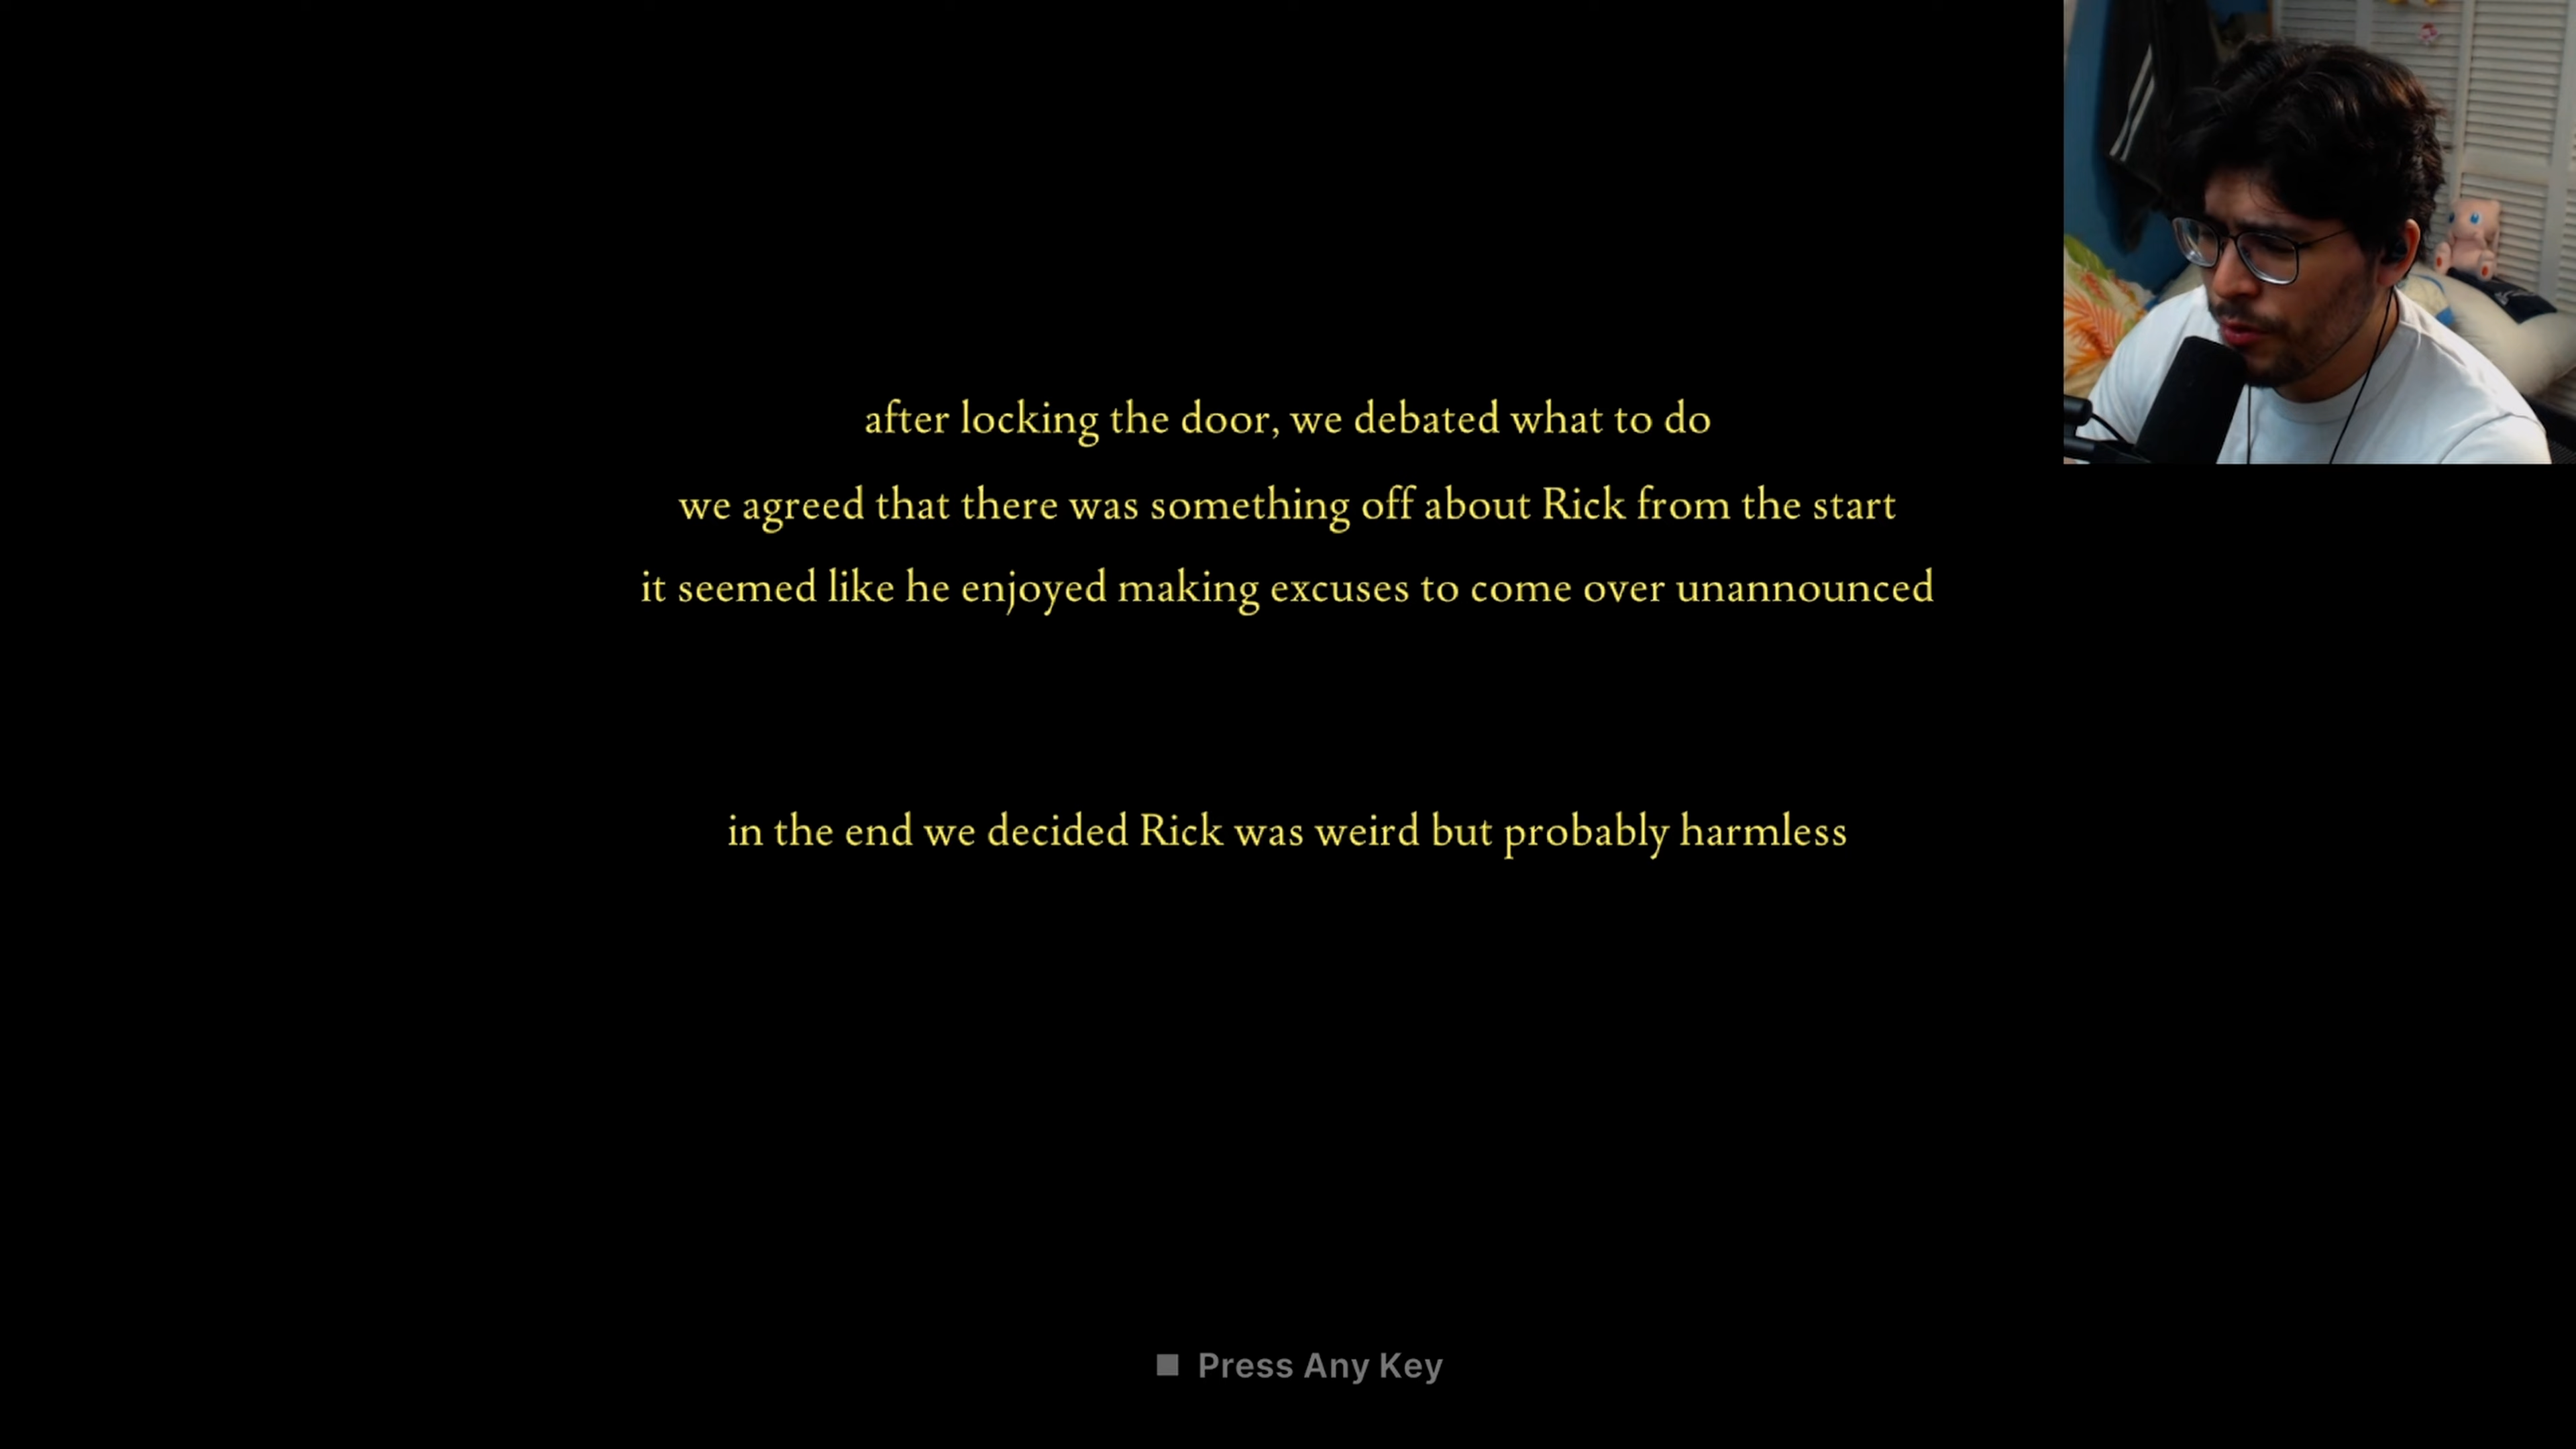 after locking the door, we debated what to do
we agreed that there was something off about Rick from the start
it seemed like he enjoyed making excuses to come over unannounced
in the end we decided Rick was weird but probably harmless
Press Any Key